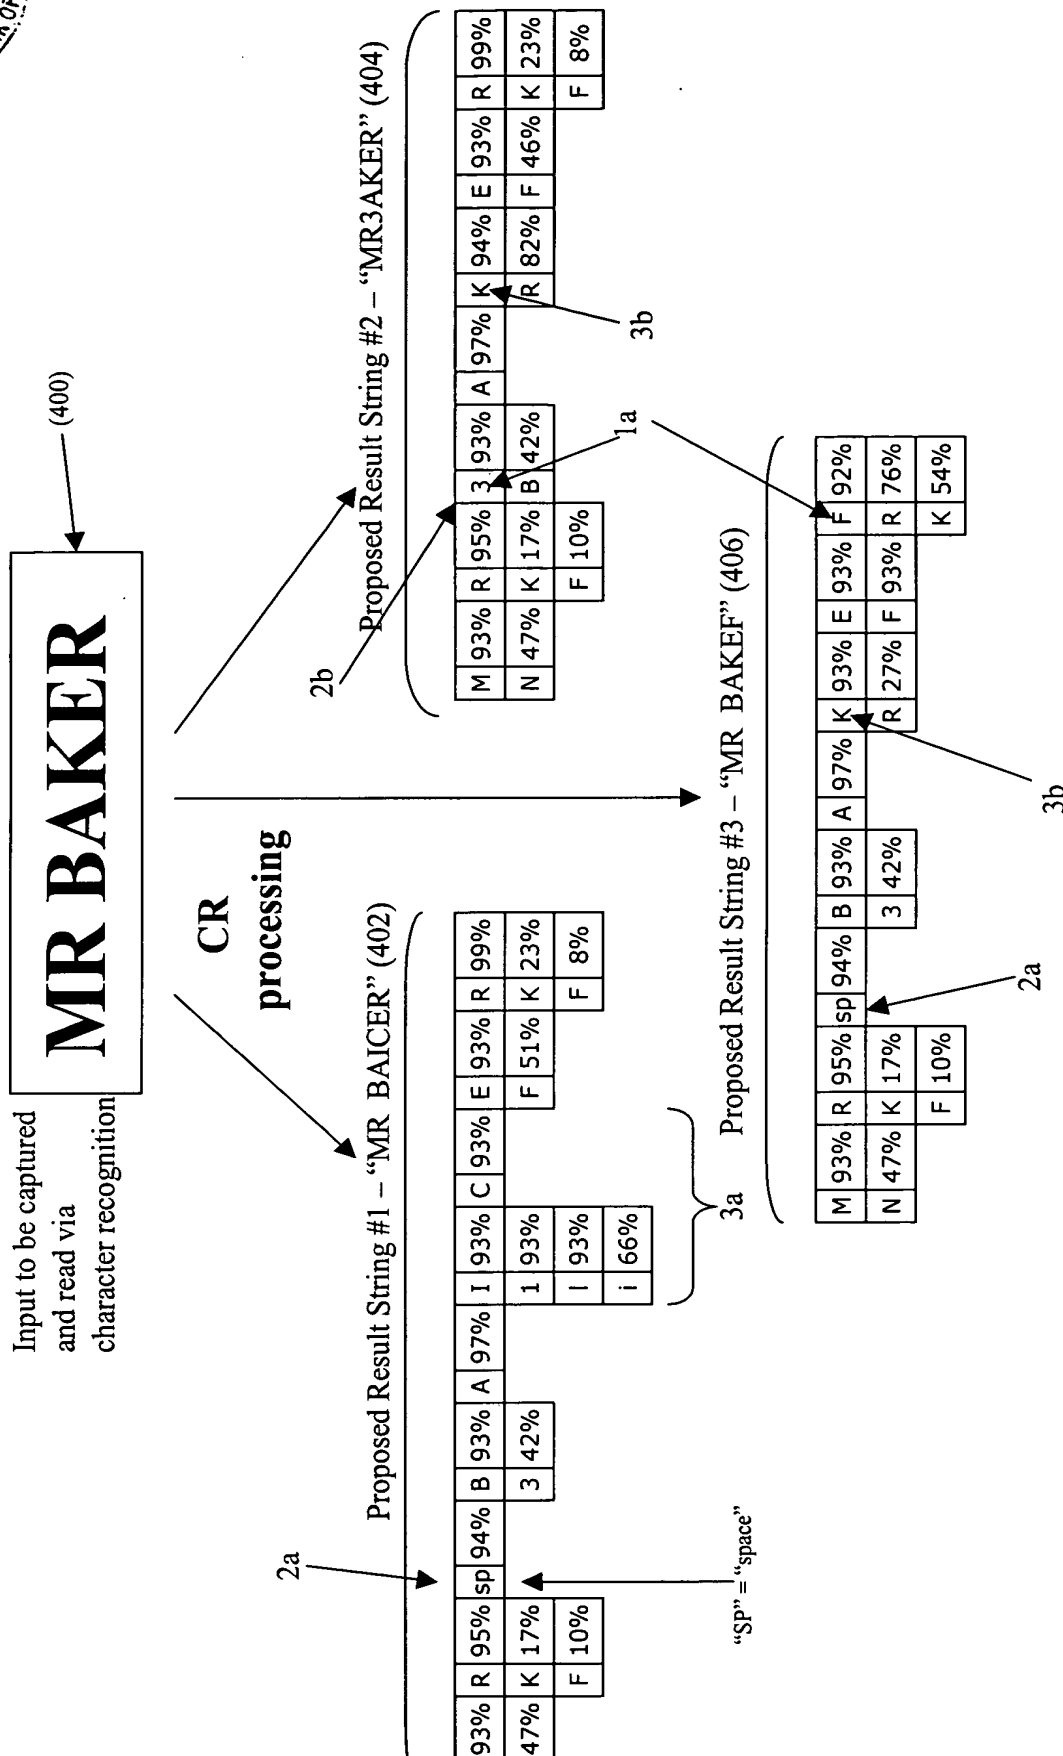 Input to be captured
and read via
character recognition
MR BAKER
(400)
CR
processing
Proposed Result String #1 – “MR BAICER” (402)
2a
93% R 95% sp 94% B 93% A 97% I 93% C 93% E 93% R 99%
47% K 17% 3 42% 1 93% F 51% K 23%
F 10% l 93% F 8%
i 66%
“SP” = “space”
3a
Proposed Result String #2 – “MR3AKER” (404)
2b
M 93% R 95% 3 93% A 97% K 94% E 93% R 99%
N 47% K 17% B 42% R 82% F 46% K 23%
F 10% F 8%
1a
3b
Proposed Result String #3 – “MR BAKEF” (406)
M 93% R 95% sp 94% B 93% A 97% K 93% E 93% F 92%
N 47% K 17% 3 42% R 27% F 93% R 76%
F 10% K 54%
2a
3b